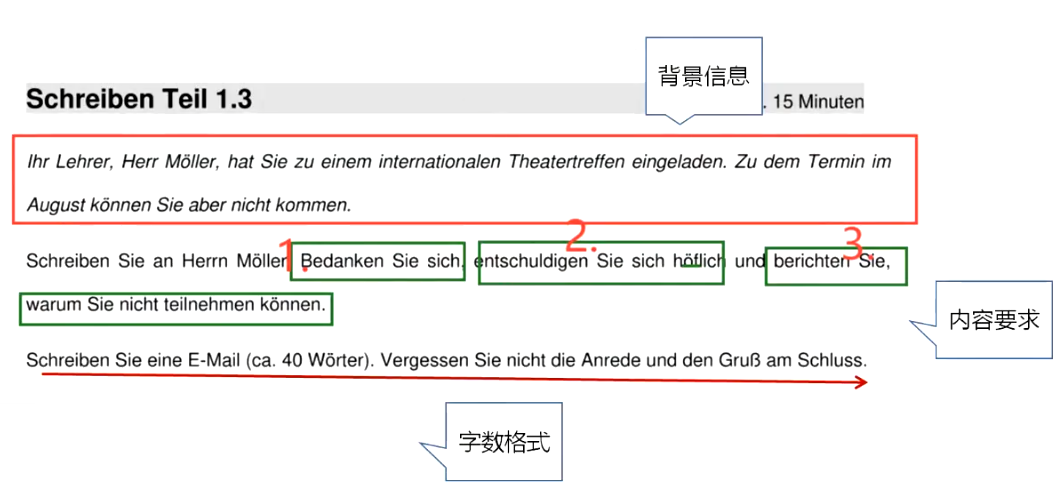 背景信息
Schreiben Teil 1.3
. 15 Minuten
Ihr Lehrer, Herr Möller, hat Sie zu einem internationalen Theatertreffen eingeladen. Zu dem Termin im
August können Sie aber nicht kommen.
1. 2. 3.
Schreiben Sie an Herrn Möller Bedanken Sie sich, entschuldigen Sie sich höflich und berichten Sie,
warum Sie nicht teilnehmen können.
内容要求
Schreiben Sie eine E-Mail (ca. 40 Wörter). Vergessen Sie nicht die Anrede und den Gruß am Schluss.
字数格式